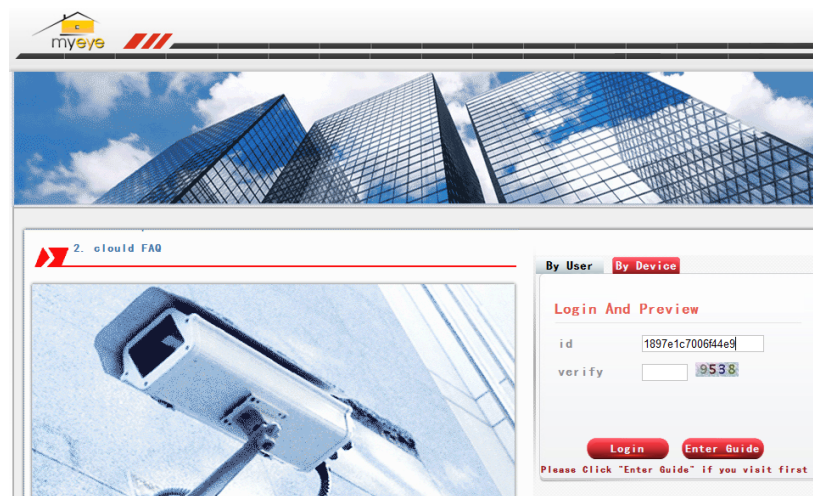 myeye
2. clould FAQ
By User By Device
Login And Preview
id 1897e1c7006f44e9
verify 9538
Login Enter Guide
Please Click "Enter Guide" if you visit first